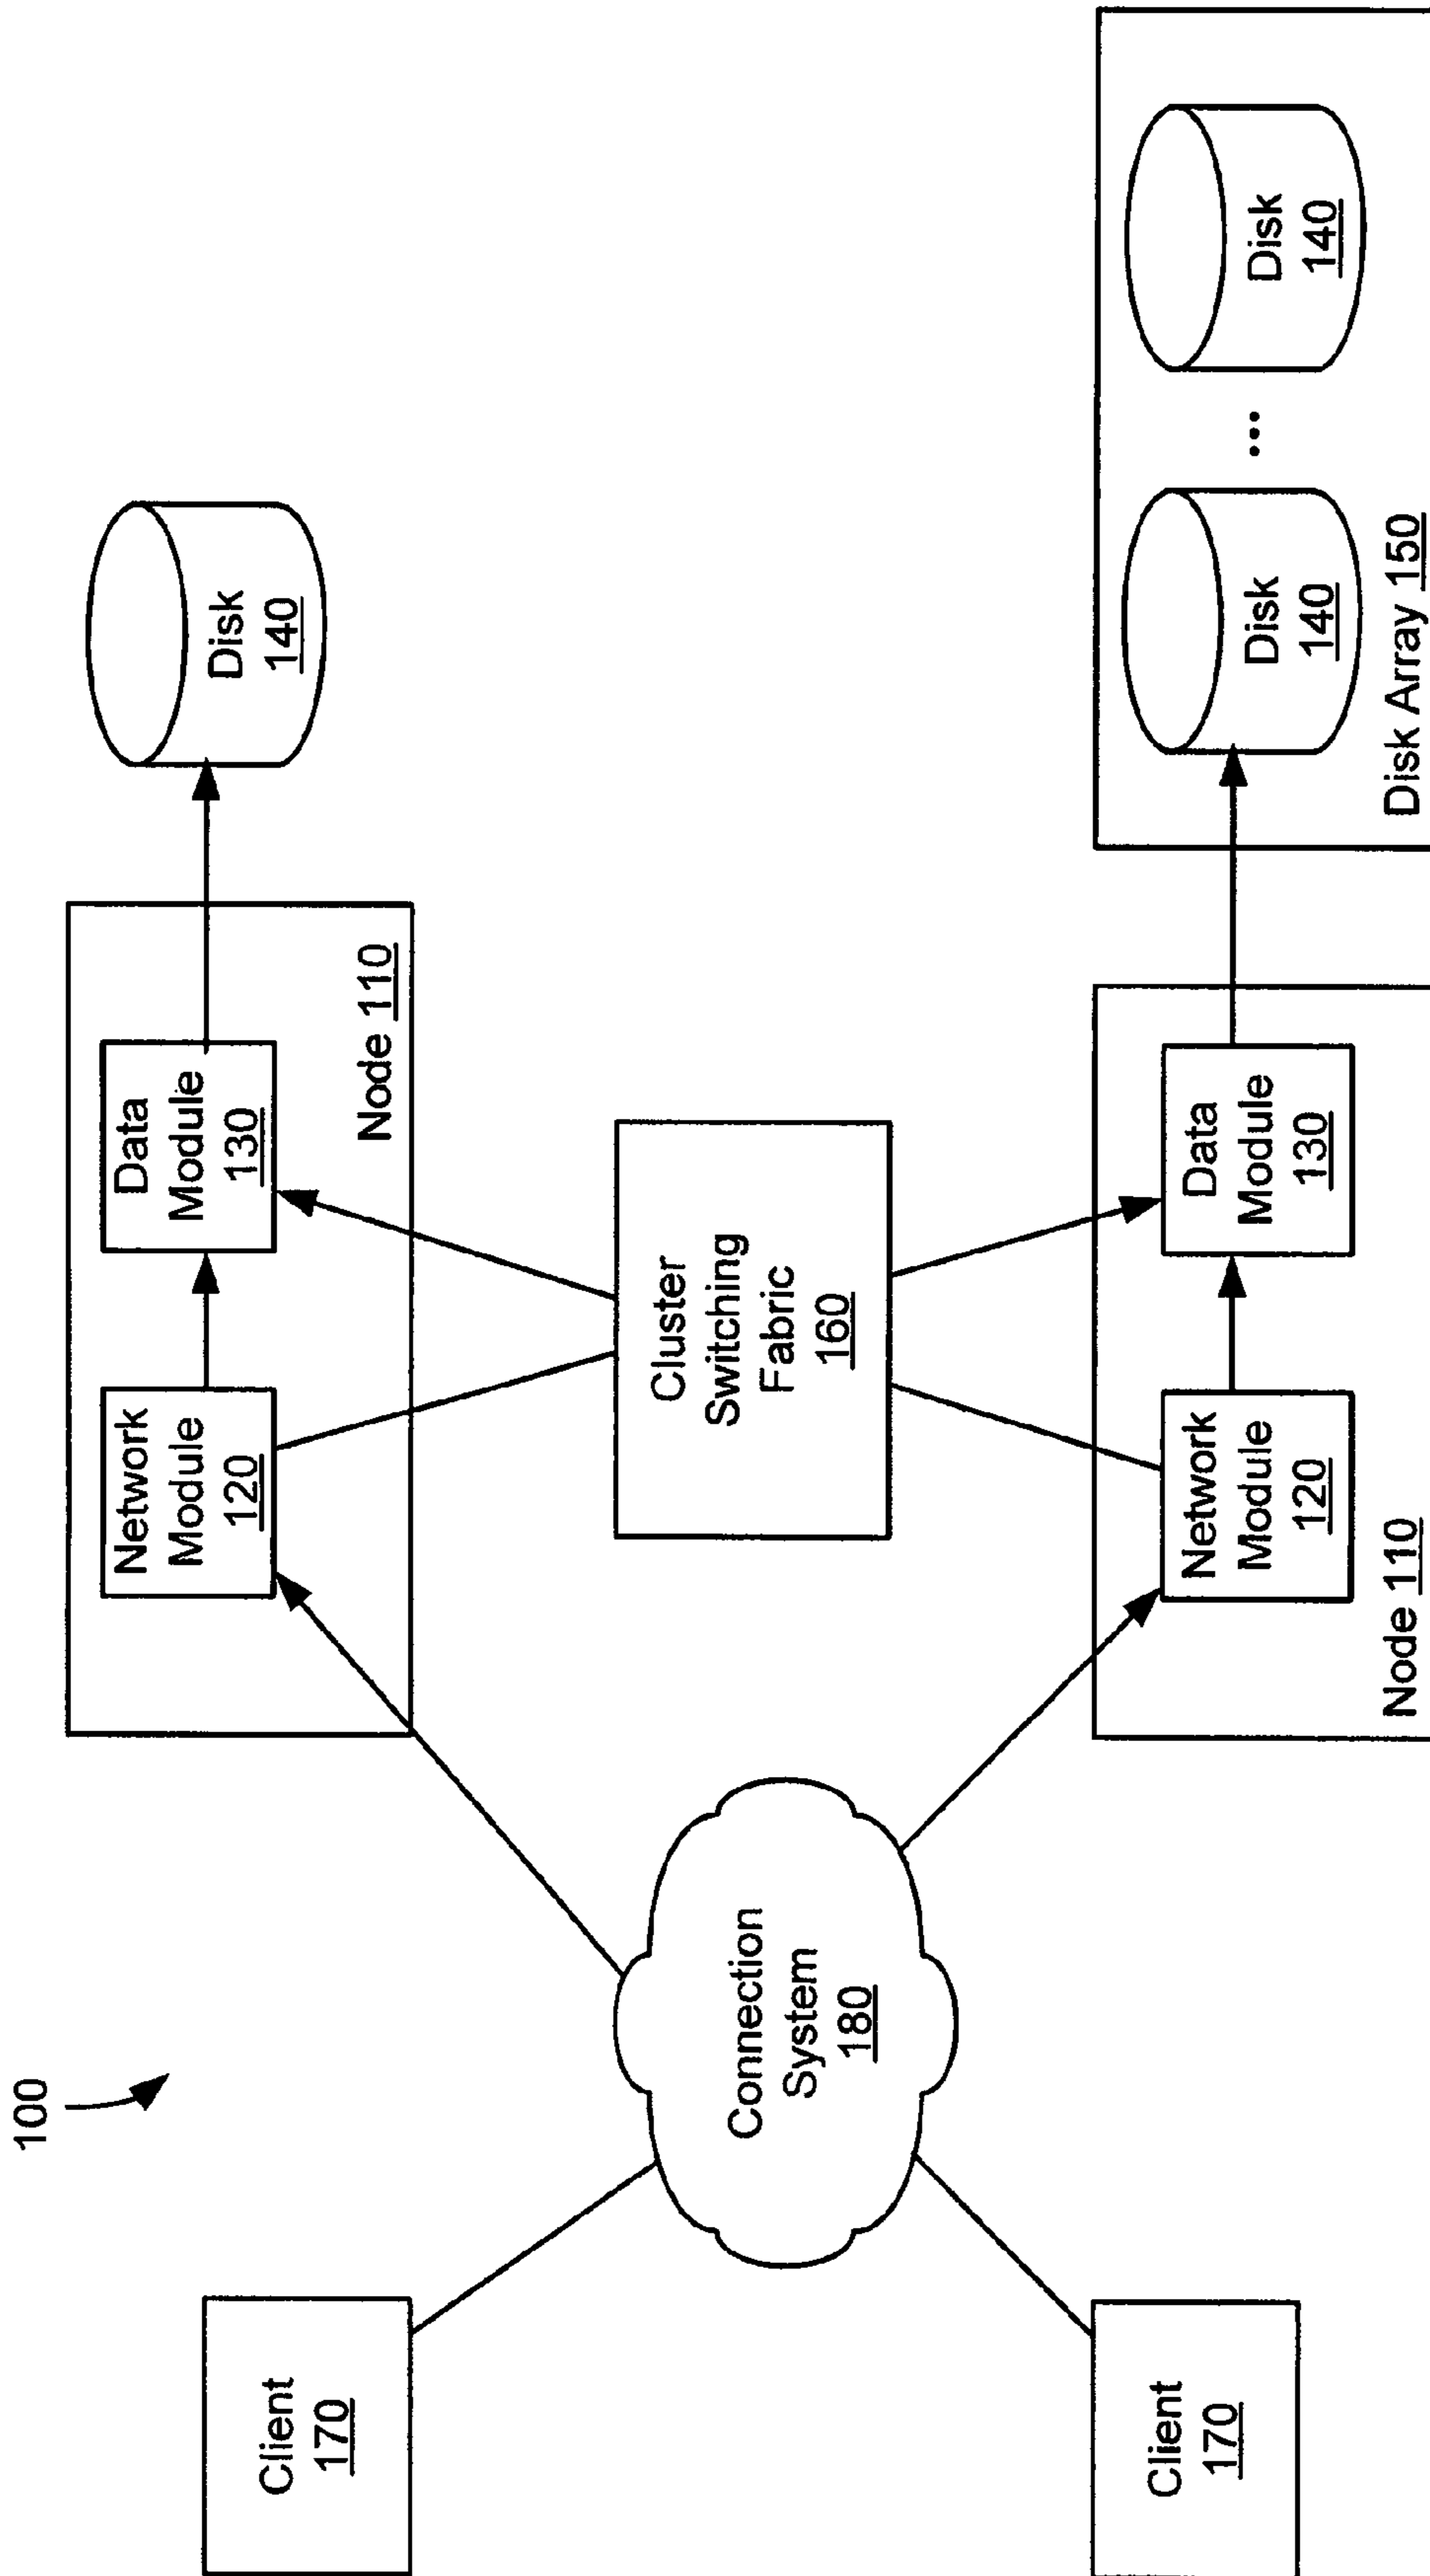 100
Client
170
Client
170
Connection
System
180
Network
Module
120
Data
Module
130
Node 110
Disk
140
Cluster
Switching
Fabric
160
Network
Module
120
Data
Module
130
Node 110
Disk
140
...
Disk
140
Disk Array 150